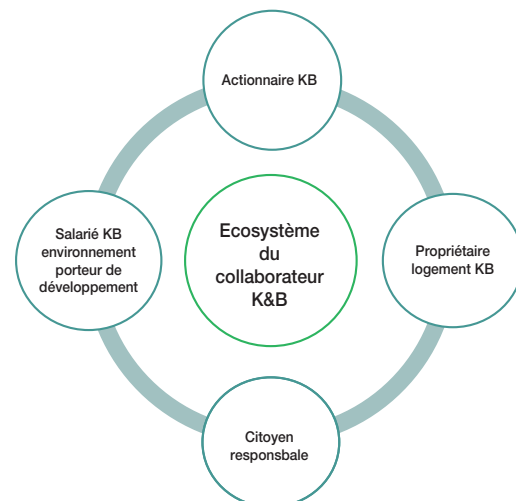 Actionnaire KB
Salarié KB
environnement
porteur de
développement
Ecosystème
du
collaborateur
K&B
Propriétaire
logement KB
Citoyen
responsbale